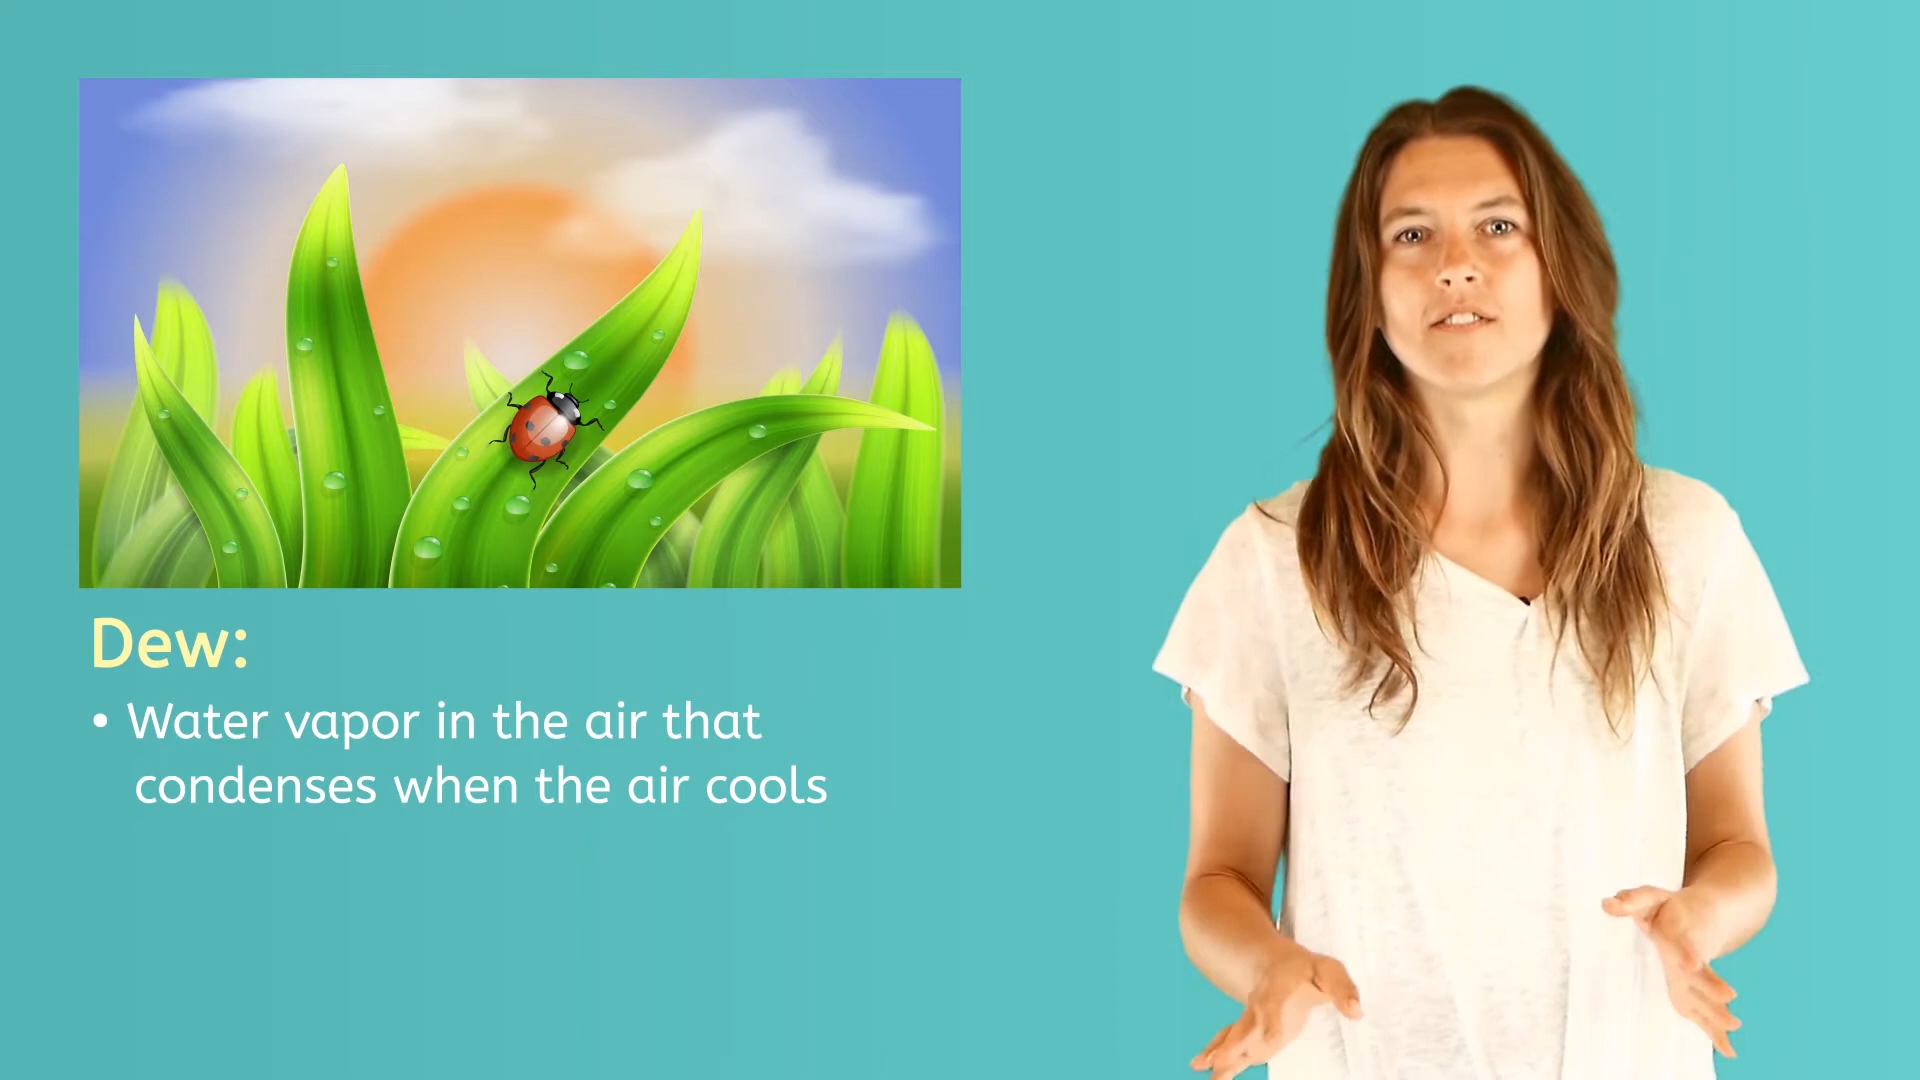 Dew:
• Water vapor in the air that
condenses when the air cools